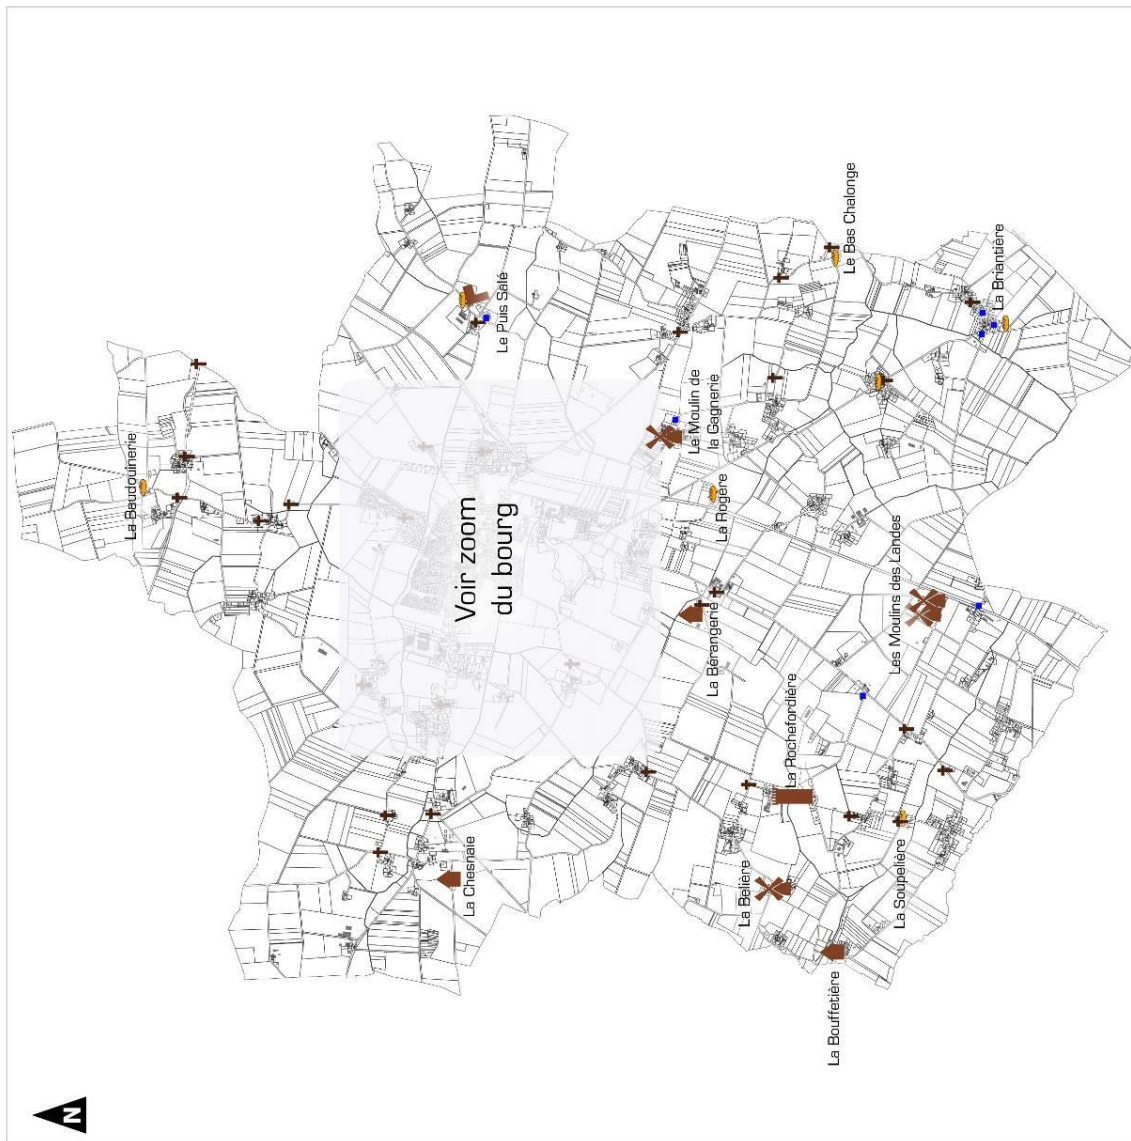 La Baudouinerie
Le Puis Salé
Voir zoom
du bourg
Le Bas Chalonge
La Briantière
Le Moulin de
la Gagnerie
La Rogère
La Chesnaie
La Bérangerie
Les Moulins des Landes
La Rochefordière
La Belière
La Soupelière
La Bouffetière
N